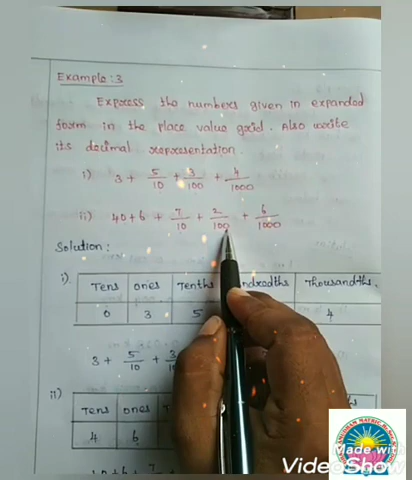 Example:3
Express the numbers given in expanded
form in the place value grid. Also write
its decimal representation.
i) 3 + 5/10 + 3/100 + 4/1000
ii) 40 + 6 + 7/10 + 2/100 + 6/1000
Solution:
i)
Tens ones Tenths Thousandths
0 3 5 4
3 + 5/10 +
ii)
Tens ones
4 6
Made with
VideoShow